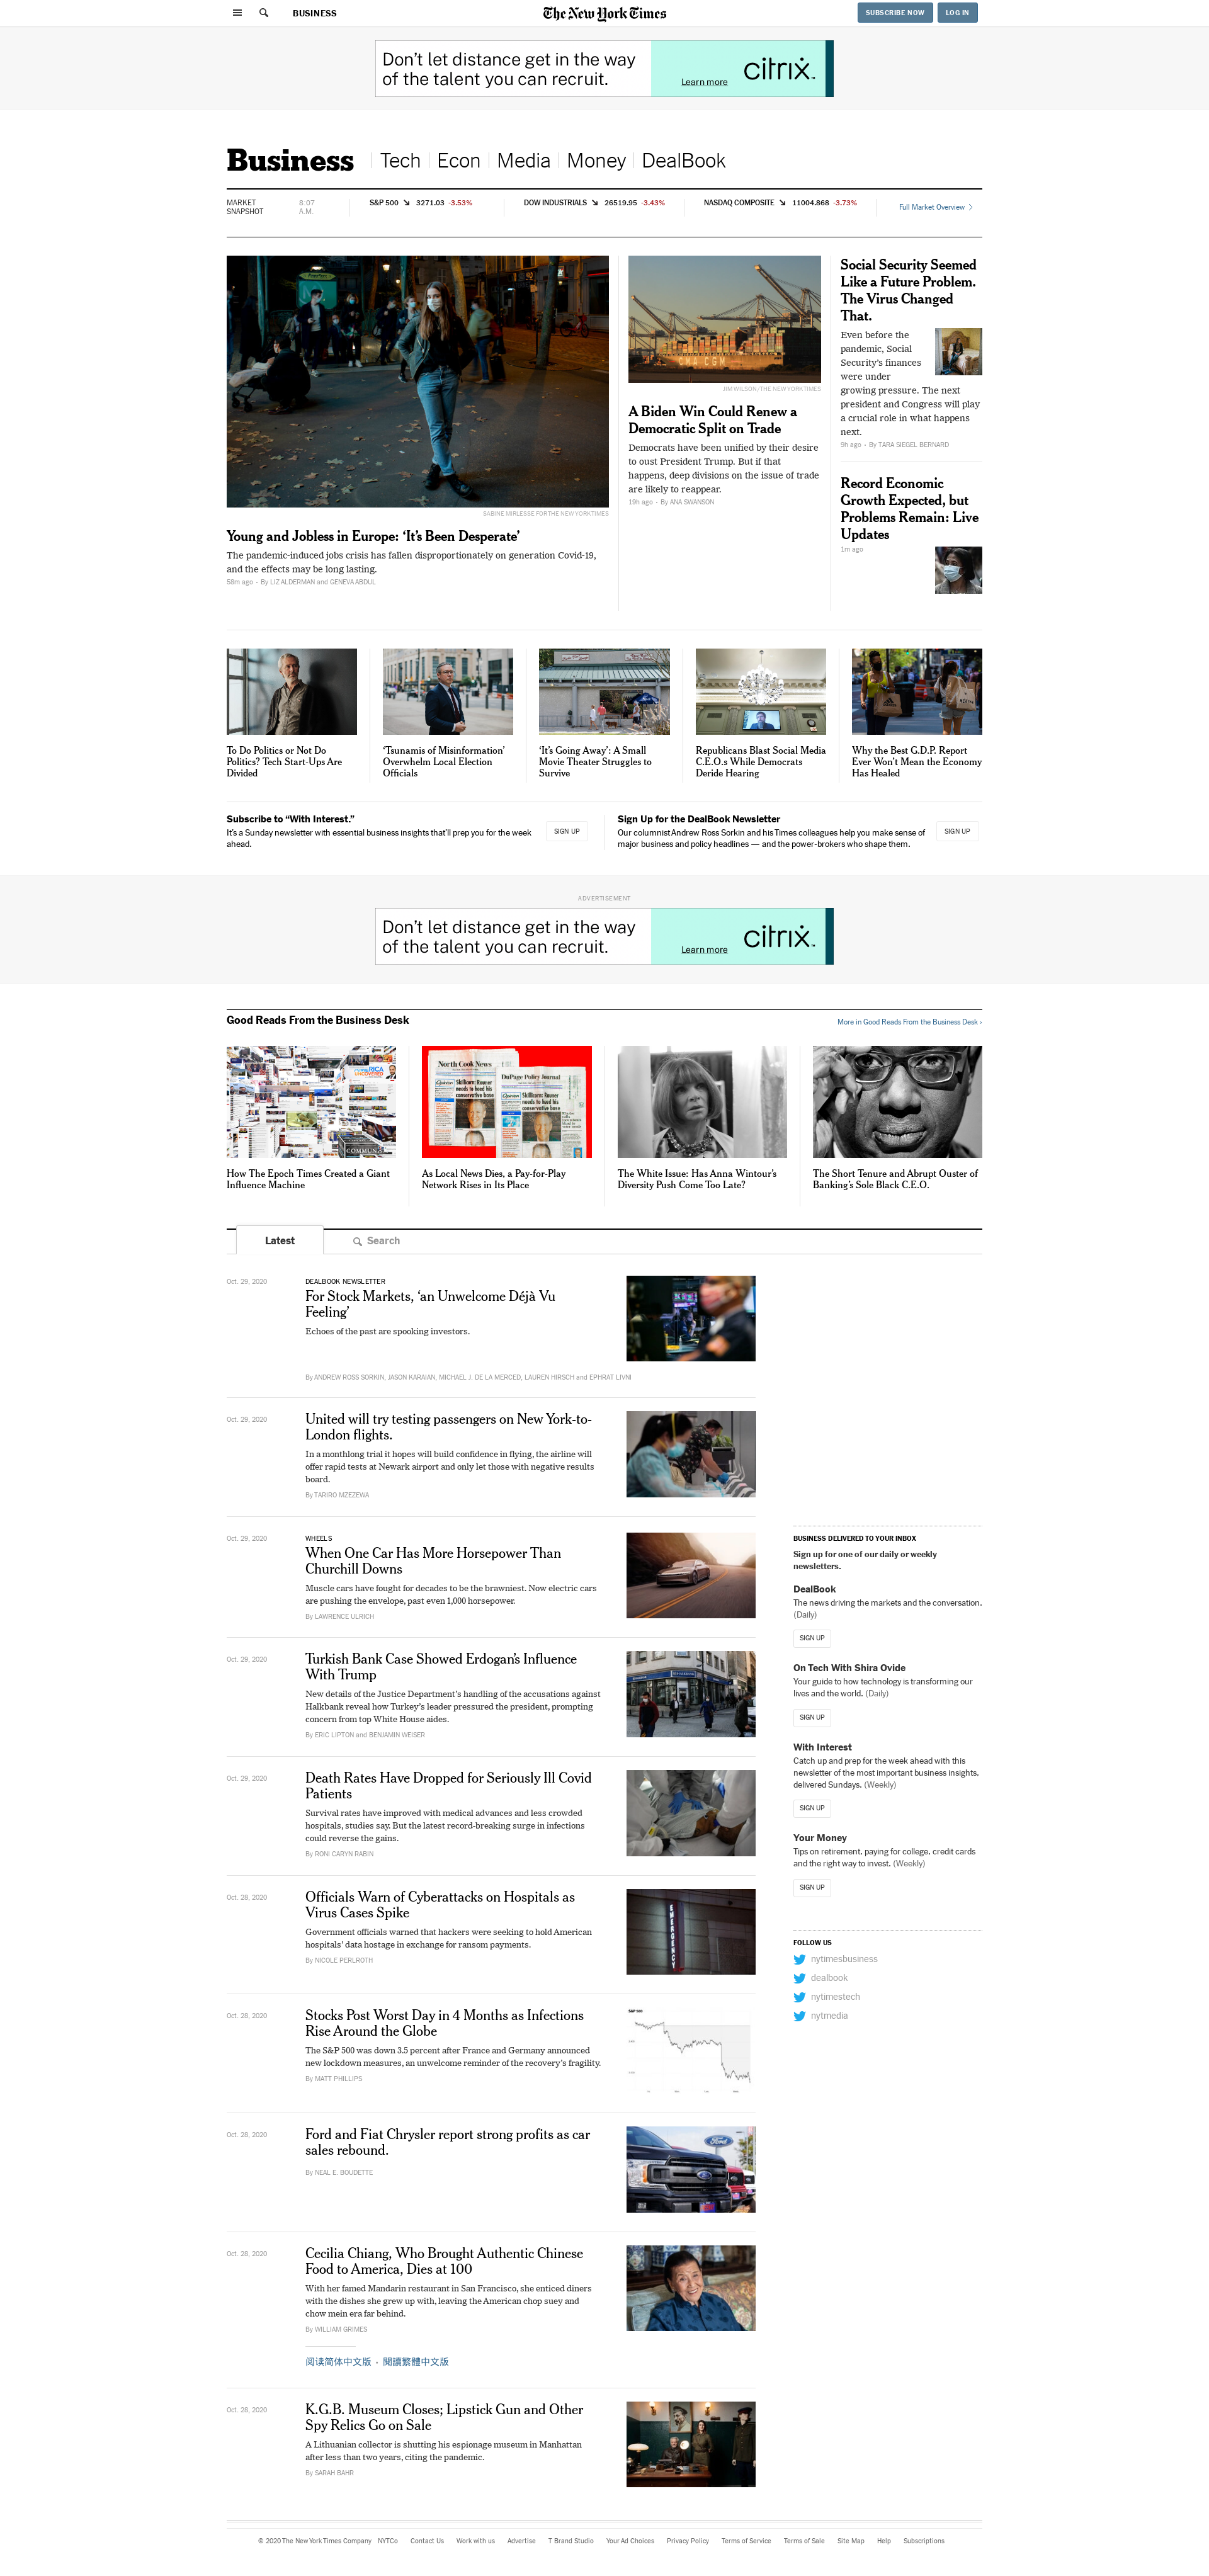 BUSINESS
The New York Times
SUBSCRIBE NOW
LOG IN
Don't let distance get in the way
of the talent you can recruit.
Learn more
citrix
Business
Tech
Econ
Media
Money
DealBook
MARKET
SNAPSHOT
8:07
A.M.
S&P 500 3271.03 -3.53%
DOW INDUSTRIALS 26519.95 -3.43%
NASDAQ COMPOSITE 11004.868 -3.73%
Full Market Overview
SABINE MIRLESSE FOR THE NEW YORK TIMES
Young and Jobless in Europe: ‘It’s Been Desperate’
The pandemic-induced jobs crisis has fallen disproportionately on generation Covid-19,
and the effects may be long lasting.
58m ago - By LIZ ALDERMAN and GENEVA ABDUL
CMA CGM
JIM WILSON/THE NEW YORK TIMES
A Biden Win Could Renew a
Democratic Split on Trade
Democrats have been unified by their desire
to oust President Trump. But if that
happens, deep divisions on the issue of trade
are likely to reappear.
19h ago - By ANA SWANSON
Social Security Seemed
Like a Future Problem.
The Virus Changed
That.
Even before the
pandemic, Social
Security’s finances
were under
growing pressure. The next
president and Congress will play
a crucial role in what happens
next.
9h ago - By TARA SIEGEL BERNARD
Record Economic
Growth Expected, but
Problems Remain: Live
Updates
1m ago
To Do Politics or Not Do
Politics? Tech Start-Ups Are
Divided
‘Tsunamis of Misinformation’
Overwhelm Local Election
Officials
‘It’s Going Away’: A Small
Movie Theater Struggles to
Survive
Republicans Blast Social Media
C.E.O.s While Democrats
Deride Hearing
Why the Best G.D.P. Report
Ever Won’t Mean the Economy
Has Healed
Subscribe to “With Interest.”
It’s a Sunday newsletter with essential business insights that’ll prep you for the week
ahead.
SIGN UP
Sign Up for the DealBook Newsletter
Our columnist Andrew Ross Sorkin and his Times colleagues help you make sense of
major business and policy headlines — and the power-brokers who shape them.
SIGN UP
ADVERTISEMENT
Don't let distance get in the way
of the talent you can recruit.
Learn more
citrix
Good Reads From the Business Desk
More in Good Reads From the Business Desk ›
North Cook News
DuPage Policy Journal
How The Epoch Times Created a Giant
Influence Machine
As Local News Dies, a Pay-for-Play
Network Rises in Its Place
The White Issue: Has Anna Wintour’s
Diversity Push Come Too Late?
The Short Tenure and Abrupt Ouster of
Banking’s Sole Black C.E.O.
Latest
Search
Oct. 29, 2020
DEALBOOK NEWSLETTER
For Stock Markets, ‘an Unwelcome Déjà Vu
Feeling’
Echoes of the past are spooking investors.
By ANDREW ROSS SORKIN, JASON KARAIAN, MICHAEL J. DE LA MERCED, LAUREN HIRSCH and EPHRAT LIVNI
Oct. 29, 2020
United will try testing passengers on New York-to-
London flights.
In a monthlong trial it hopes will build confidence in flying, the airline will
offer rapid tests at Newark airport and only let those with negative results
board.
By TARIRO MZEZEWA
Oct. 29, 2020
WHEELS
When One Car Has More Horsepower Than
Churchill Downs
Muscle cars have fought for decades to be the brawniest. Now electric cars
are pushing the envelope, past even 1,000 horsepower.
By LAWRENCE ULRICH
Oct. 29, 2020
Turkish Bank Case Showed Erdogan’s Influence
With Trump
New details of the Justice Department’s handling of the accusations against
Halkbank reveal how Turkey’s leader pressured the president, prompting
concern from top White House aides.
By ERIC LIPTON and BENJAMIN WEISER
Oct. 29, 2020
Death Rates Have Dropped for Seriously Ill Covid
Patients
Survival rates have improved with medical advances and less crowded
hospitals, studies say. But the latest record-breaking surge in infections
could reverse the gains.
By RONI CARYN RABIN
Oct. 28, 2020
Officials Warn of Cyberattacks on Hospitals as
Virus Cases Spike
Government officials warned that hackers were seeking to hold American
hospitals’ data hostage in exchange for ransom payments.
By NICOLE PERLROTH
EMERGENCY
Oct. 28, 2020
Stocks Post Worst Day in 4 Months as Infections
Rise Around the Globe
The S&P 500 was down 3.5 percent after France and Germany announced
new lockdown measures, an unwelcome reminder of the recovery’s fragility.
By MATT PHILLIPS
S&P 500
Oct. 28, 2020
Ford and Fiat Chrysler report strong profits as car
sales rebound.
By NEAL E. BOUDETTE
Ford
Oct. 28, 2020
Cecilia Chiang, Who Brought Authentic Chinese
Food to America, Dies at 100
With her famed Mandarin restaurant in San Francisco, she enticed diners
with the dishes she grew up with, leaving the American chop suey and
chow mein era far behind.
By WILLIAM GRIMES
阅读简体中文版 · 閱讀繁體中文版
Oct. 28, 2020
K.G.B. Museum Closes; Lipstick Gun and Other
Spy Relics Go on Sale
A Lithuanian collector is shutting his espionage museum in Manhattan
after less than two years, citing the pandemic.
By SARAH BAHR
BUSINESS DELIVERED TO YOUR INBOX
Sign up for one of our daily or weekly
newsletters.
DealBook
The news driving the markets and the conversation.
(Daily)
SIGN UP
On Tech With Shira Ovide
Your guide to how technology is transforming our
lives and the world. (Daily)
SIGN UP
With Interest
Catch up and prep for the week ahead with this
newsletter of the most important business insights,
delivered Sundays. (Weekly)
SIGN UP
Your Money
Tips on retirement, paying for college, credit cards
and the right way to invest. (Weekly)
SIGN UP
FOLLOW US
nytimesbusiness
dealbook
nytimestech
nytmedia
© 2020 The New York Times Company NYTCo Contact Us Work with us Advertise T Brand Studio Your Ad Choices Privacy Policy Terms of Service Terms of Sale Site Map Help Subscriptions